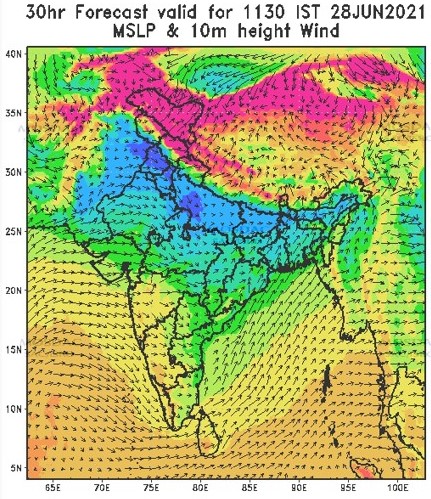 30hr Forecast valid for 1130 IST 28JUN2021
MSLP & 10m height Wind
40N
35N
30N
25N
20N
15N
10N
5N
65E 70E 75E 80E 85E 90E 95E 100E